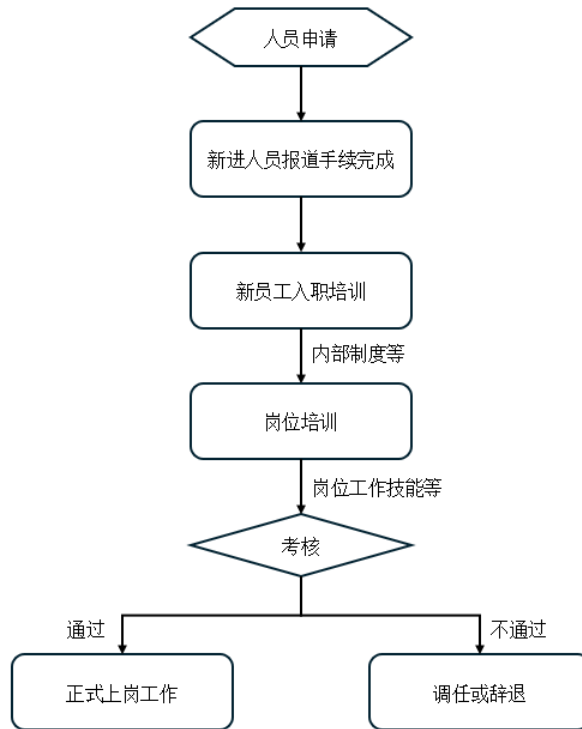 人员申请
新进人员报道手续完成
新员工入职培训
内部制度等
岗位培训
岗位工作技能等
考核
通过
不通过
正式上岗工作
调任或辞退